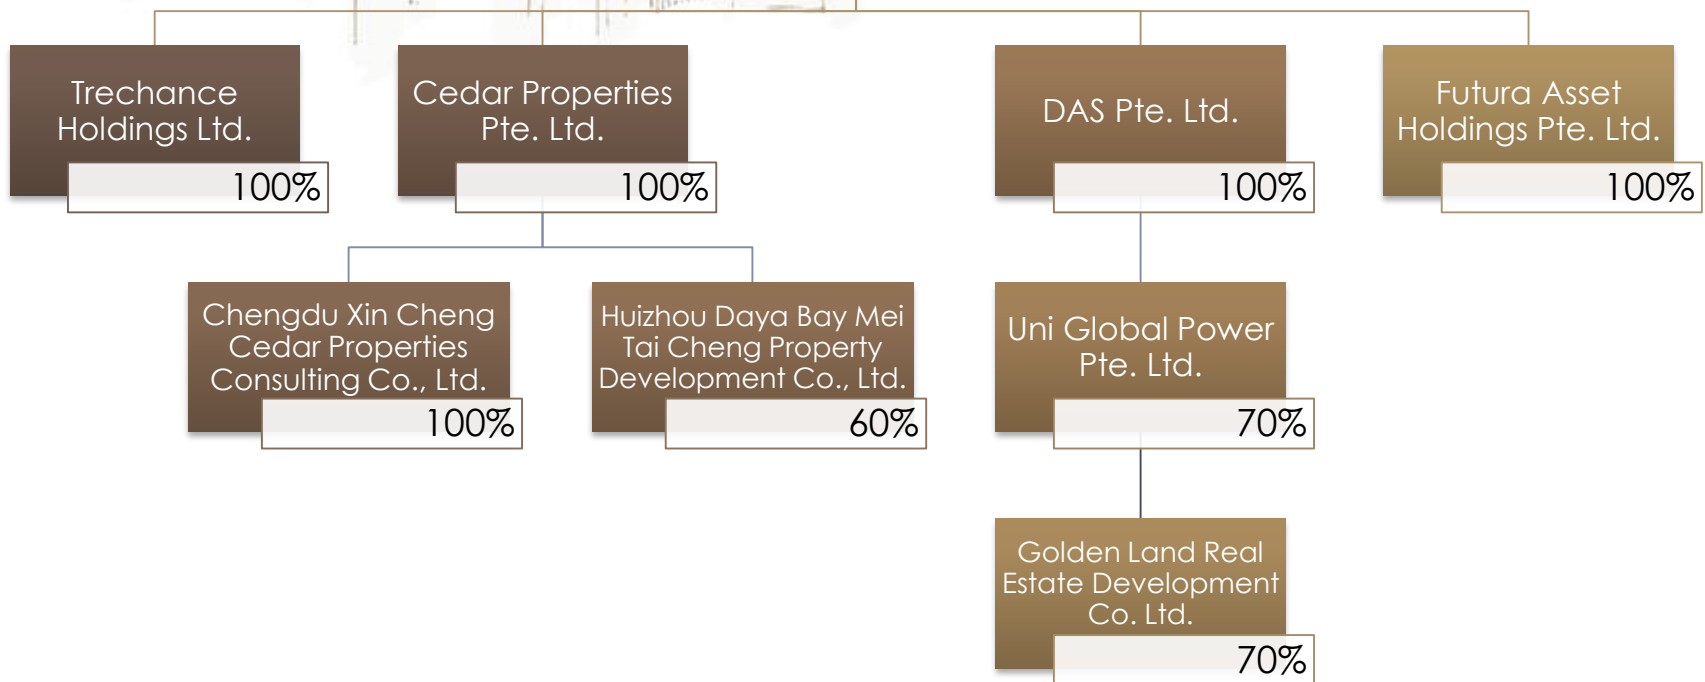 Trechance
Holdings Ltd.
100%
Cedar Properties
Pte. Ltd.
100%
DAS Pte. Ltd.
100%
Futura Asset
Holdings Pte. Ltd.
100%
Chengdu Xin Cheng
Cedar Properties
Consulting Co., Ltd.
100%
Huizhou Daya Bay Mei
Tai Cheng Property
Development Co., Ltd.
60%
Uni Global Power
Pte. Ltd.
70%
Golden Land Real
Estate Development
Co. Ltd.
70%